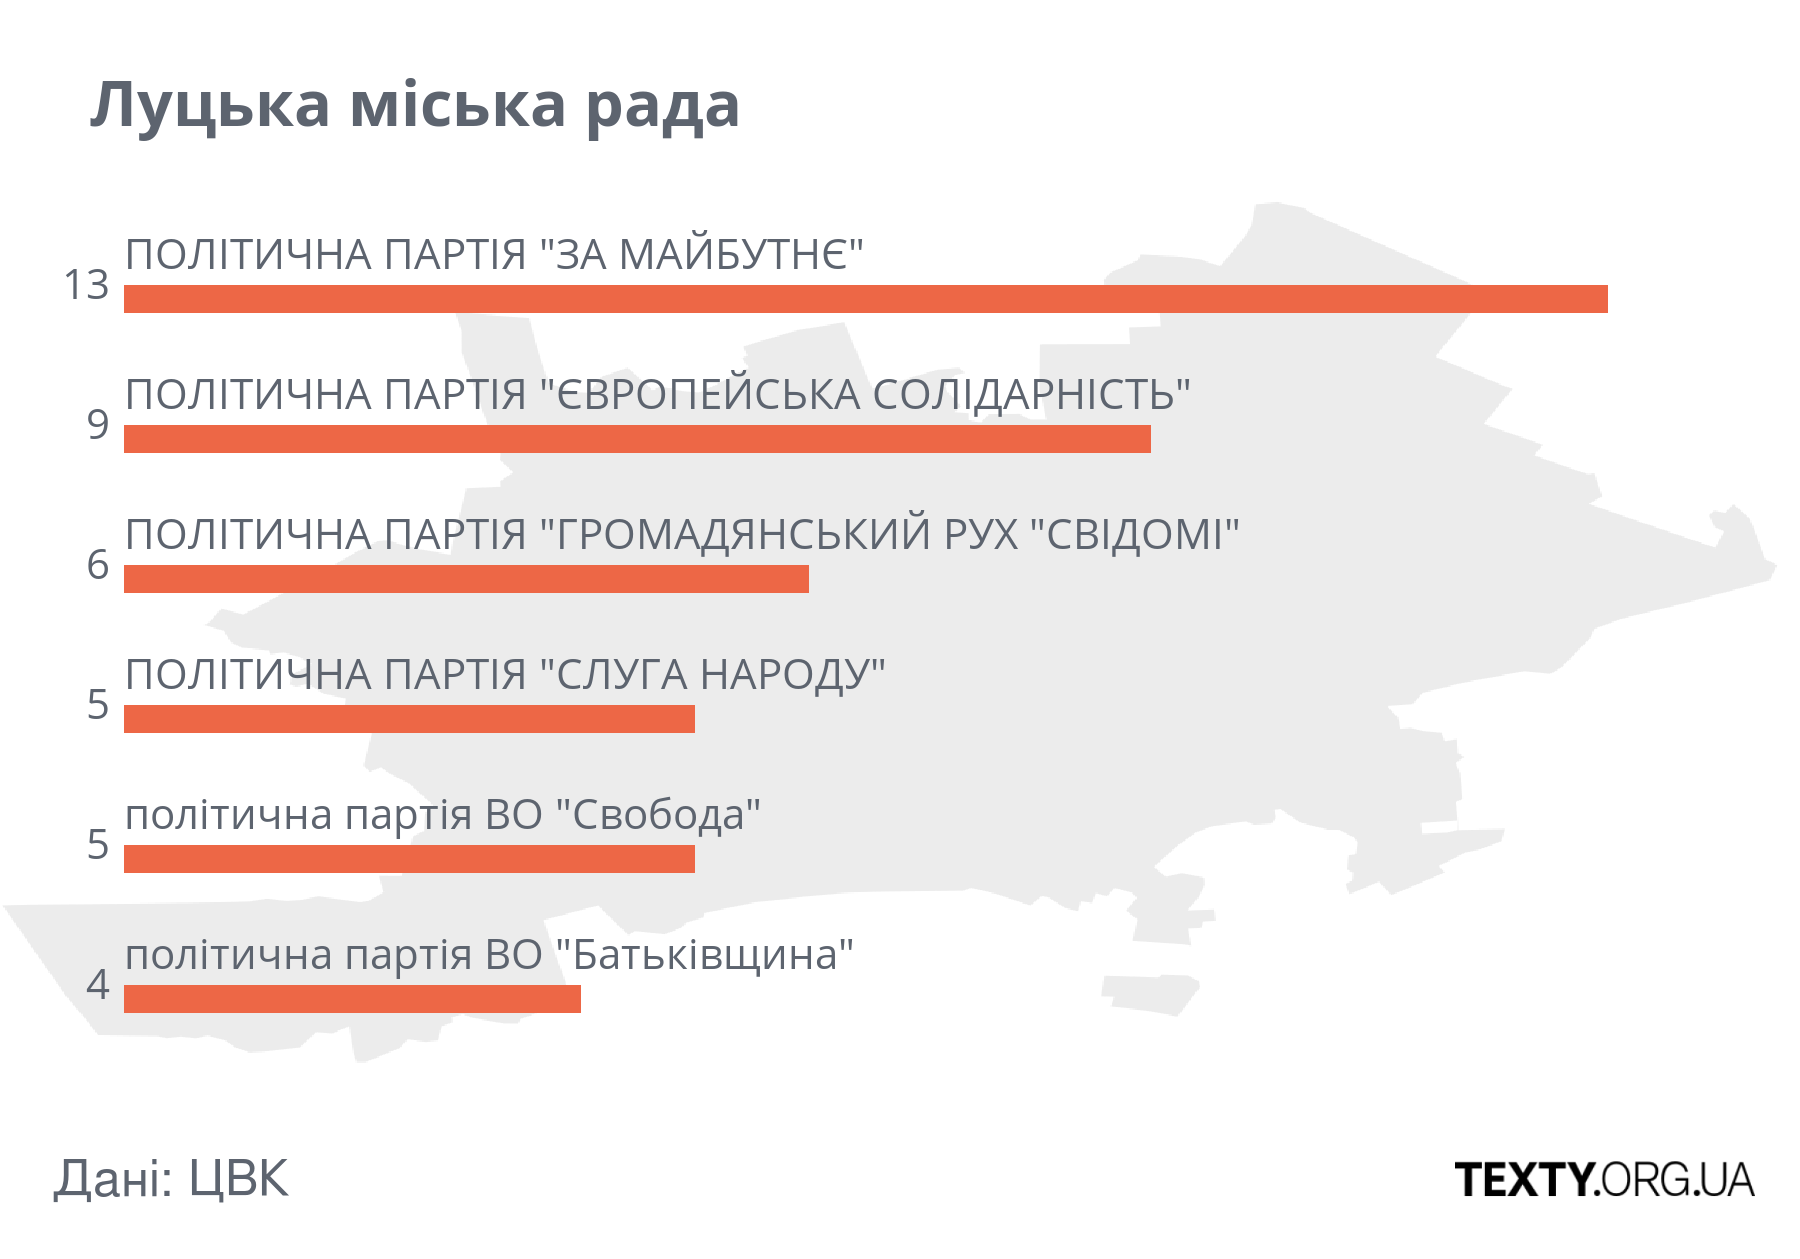 Луцька міська рада
ПОЛІТИЧНА ПАРТІЯ "ЗА МАЙБУТНЄ"
13
ПОЛІТИЧНА ПАРТІЯ "ЄВРОПЕЙСЬКА СОЛІДАРНІСТЬ"
9
ПОЛІТИЧНА ПАРТІЯ "ГРОМАДЯНСЬКИЙ РУХ "СВІДОМІ"
6
ПОЛІТИЧНА ПАРТІЯ "СЛУГА НАРОДУ"
5
політична партія ВО "Свобода"
5
політична партія ВО "Батьківщина"
4
Дані: ЦВК
TEXTY.ORG.UA